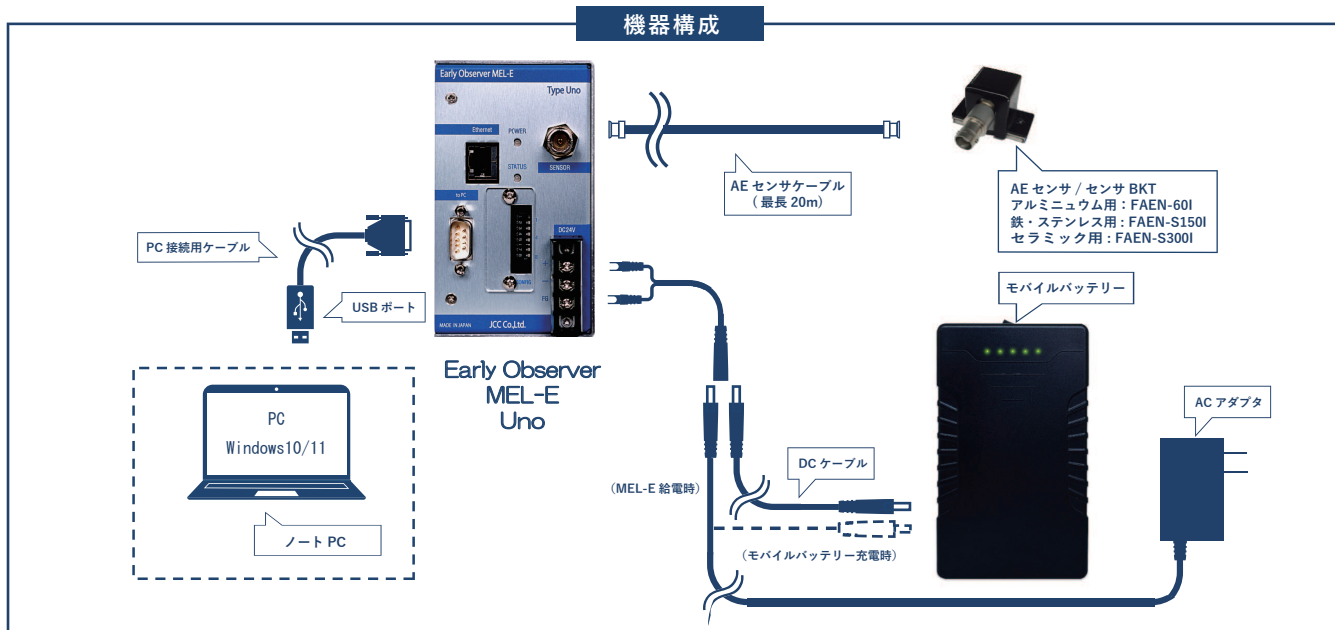 機器構成
Early Observer MEL-E
Type Uno
Ethernet
POWER
STATUS
SENSOR
to PC
DC24V
+
−
FG
CONFIG
MADE IN JAPAN
JCC Co.,Ltd.
Early Observer
MEL-E
Uno
AE センサケーブル
( 最長 20m)
AE センサ / センサ BKT
アルミニュウム用:FAEN-60I
鉄・ステンレス用:FAEN-S150I
セラミック用:FAEN-S300I
PC 接続用ケーブル
USB ポート
PC
Windows10/11
ノート PC
モバイルバッテリー
AC アダプタ
DC ケーブル
(MEL-E 給電時)
(モバイルバッテリー充電時)